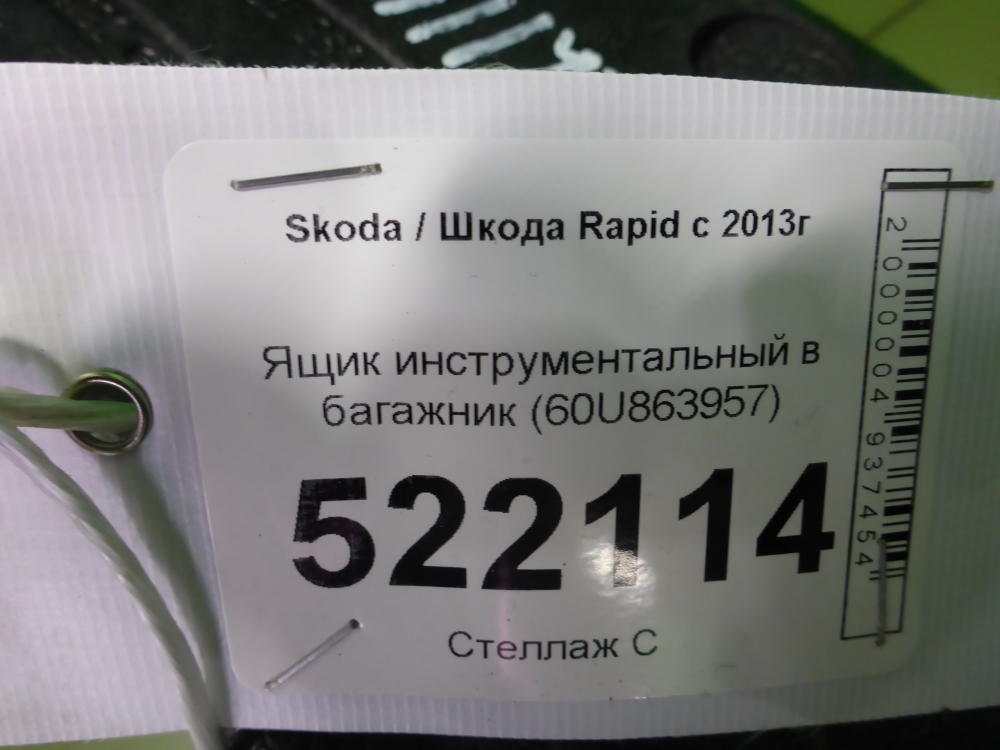 Skoda / Шкода Rapid с 2013г
Ящик инструментальный в
багажник (60U863957)
522114
Стеллаж С
2000004937454